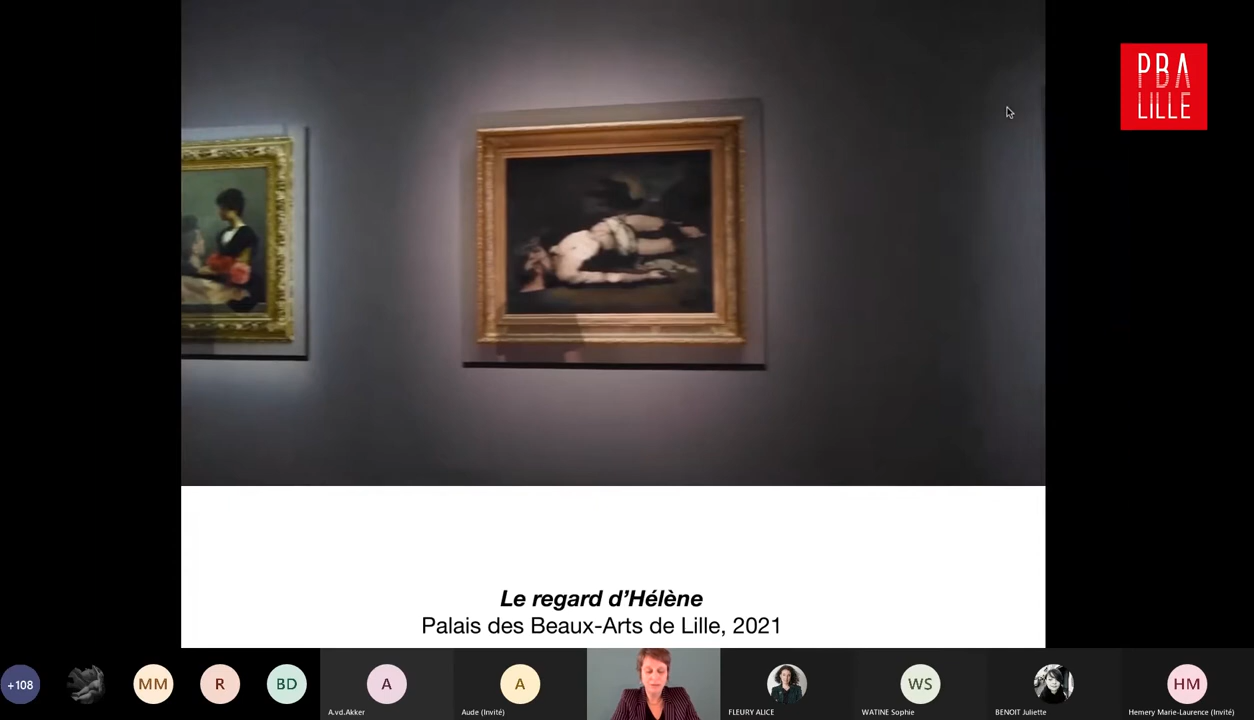 PBA
LILLE
Le regard d'Hélène
Palais des Beaux-Arts de Lille, 2021
+108
MM
R
BD
A
A.vd.Akker
A
Aude (Invité)
FLEURY ALICE
WS
WATINE Sophie
BENOIT Juliette
HM
Hemery Marie-Laurence (Invité)